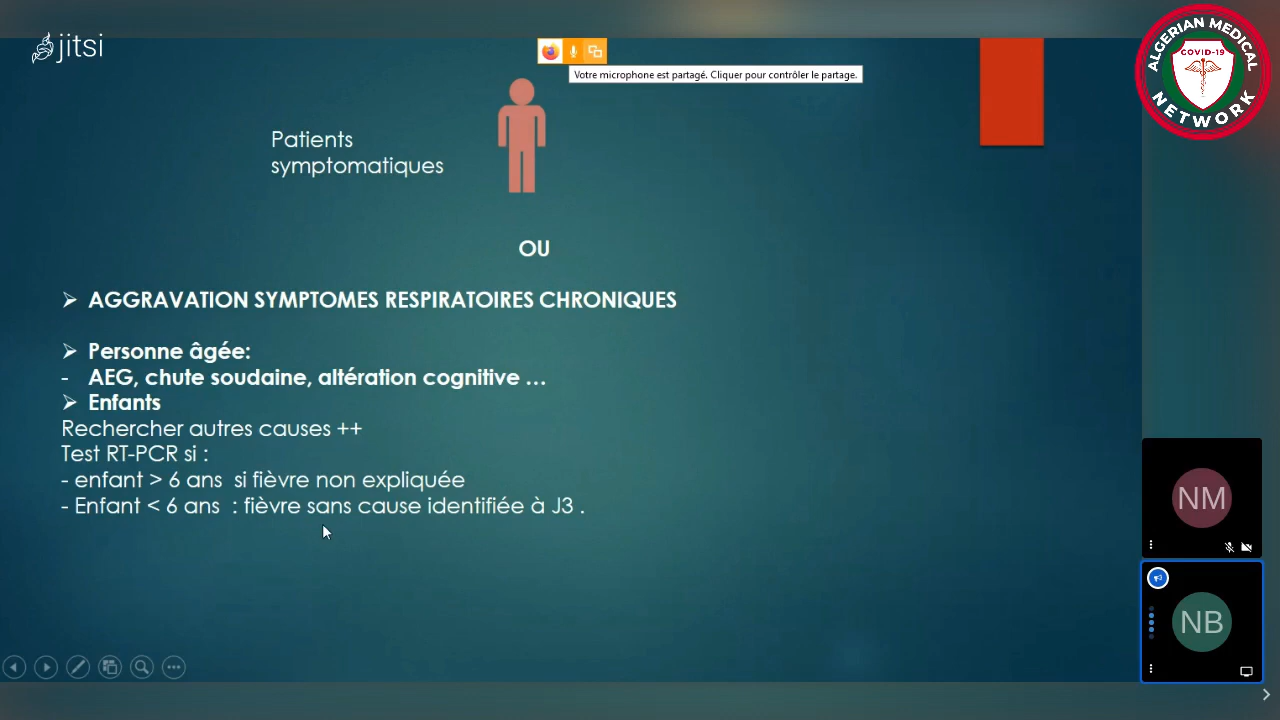 jitsi
Votre microphone est partagé. Cliquer pour contrôler le partage.
ALGERIAN MEDICAL
COVID-19
NETWORK
Patients
symptomatiques
OU
➢ AGGRAVATION SYMPTOMES RESPIRATOIRES CHRONIQUES
➢ Personne âgée:
- AEG, chute soudaine, altération cognitive …
➢ Enfants
Rechercher autres causes ++
Test RT-PCR si :
- enfant > 6 ans si fièvre non expliquée
- Enfant < 6 ans : fièvre sans cause identifiée à J3 .
NM
NB